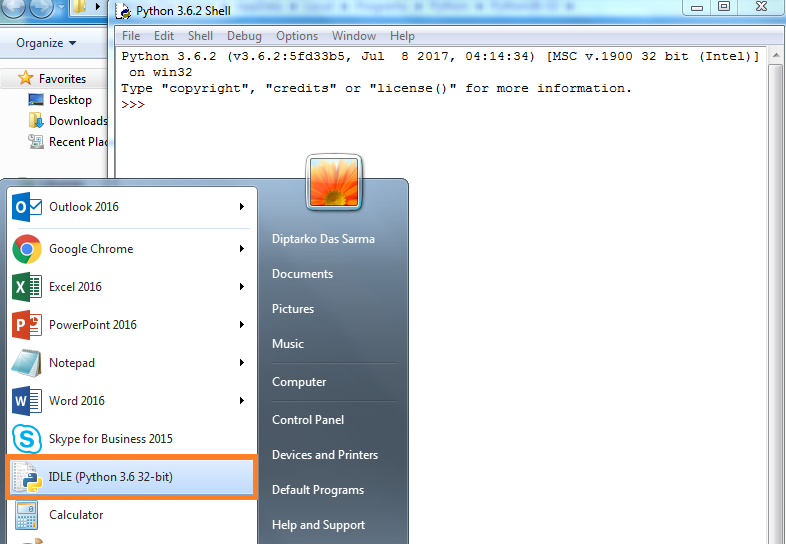 Python 3.6.2 Shell
File Edit Shell Debug Options Window Help
Python 3.6.2 (v3.6.2:5fd33b5, Jul  8 2017, 04:14:34) [MSC v.1900 32 bit (Intel)]
on win32
Type "copyright", "credits" or "license()" for more information.
>>>
Organize
Favorites
Desktop
Downloads
Recent Plac
Outlook 2016
Google Chrome
Excel 2016
PowerPoint 2016
Notepad
Word 2016
Skype for Business 2015
IDLE (Python 3.6 32-bit)
Calculator
Diptarko Das Sarma
Documents
Pictures
Music
Computer
Control Panel
Devices and Printers
Default Programs
Help and Support